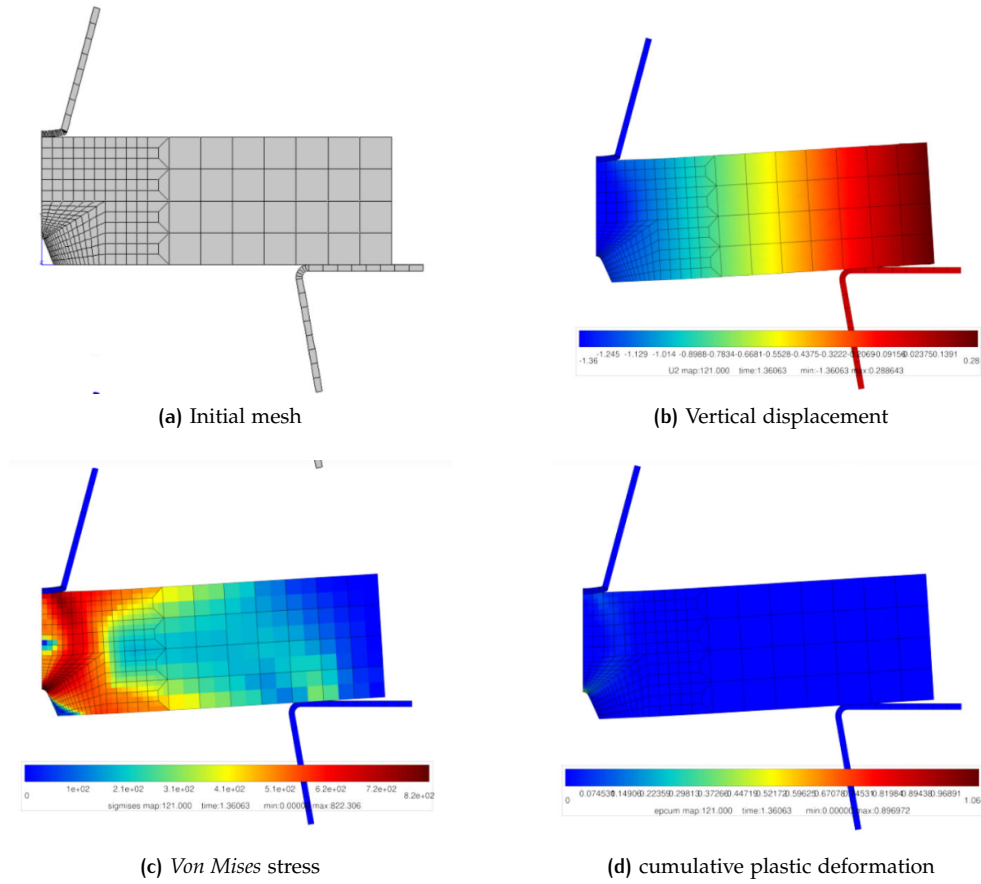 (a) Initial mesh
-1.245 -1.129 -1.014 -0.8988 -0.7834 -0.6681 -0.5528 -0.4375 -0.3222 -0.2069 -0.09156 0.02375 0.1391
-1.36 0.28
U2 map:121.000 time:1.36063 min:-1.36063 max:0.288643
(b) Vertical displacement
1e+02 2.1e+02 3.1e+02 4.1e+02 5.1e+02 6.2e+02 7.2e+02
0 8.2e+02
sigmises map:121.000 time:1.36063 min:0.00000 max:822.306
(c) Von Mises stress
0.074530 0.14906 0.22359 0.29813 0.37266 0.44719 0.52172 0.59625 0.67078 0.81984 0.89438 0.96891
0 1.06
epcum map:121.000 time:1.36063 min:0.00000 max:0.896972
(d) cumulative plastic deformation